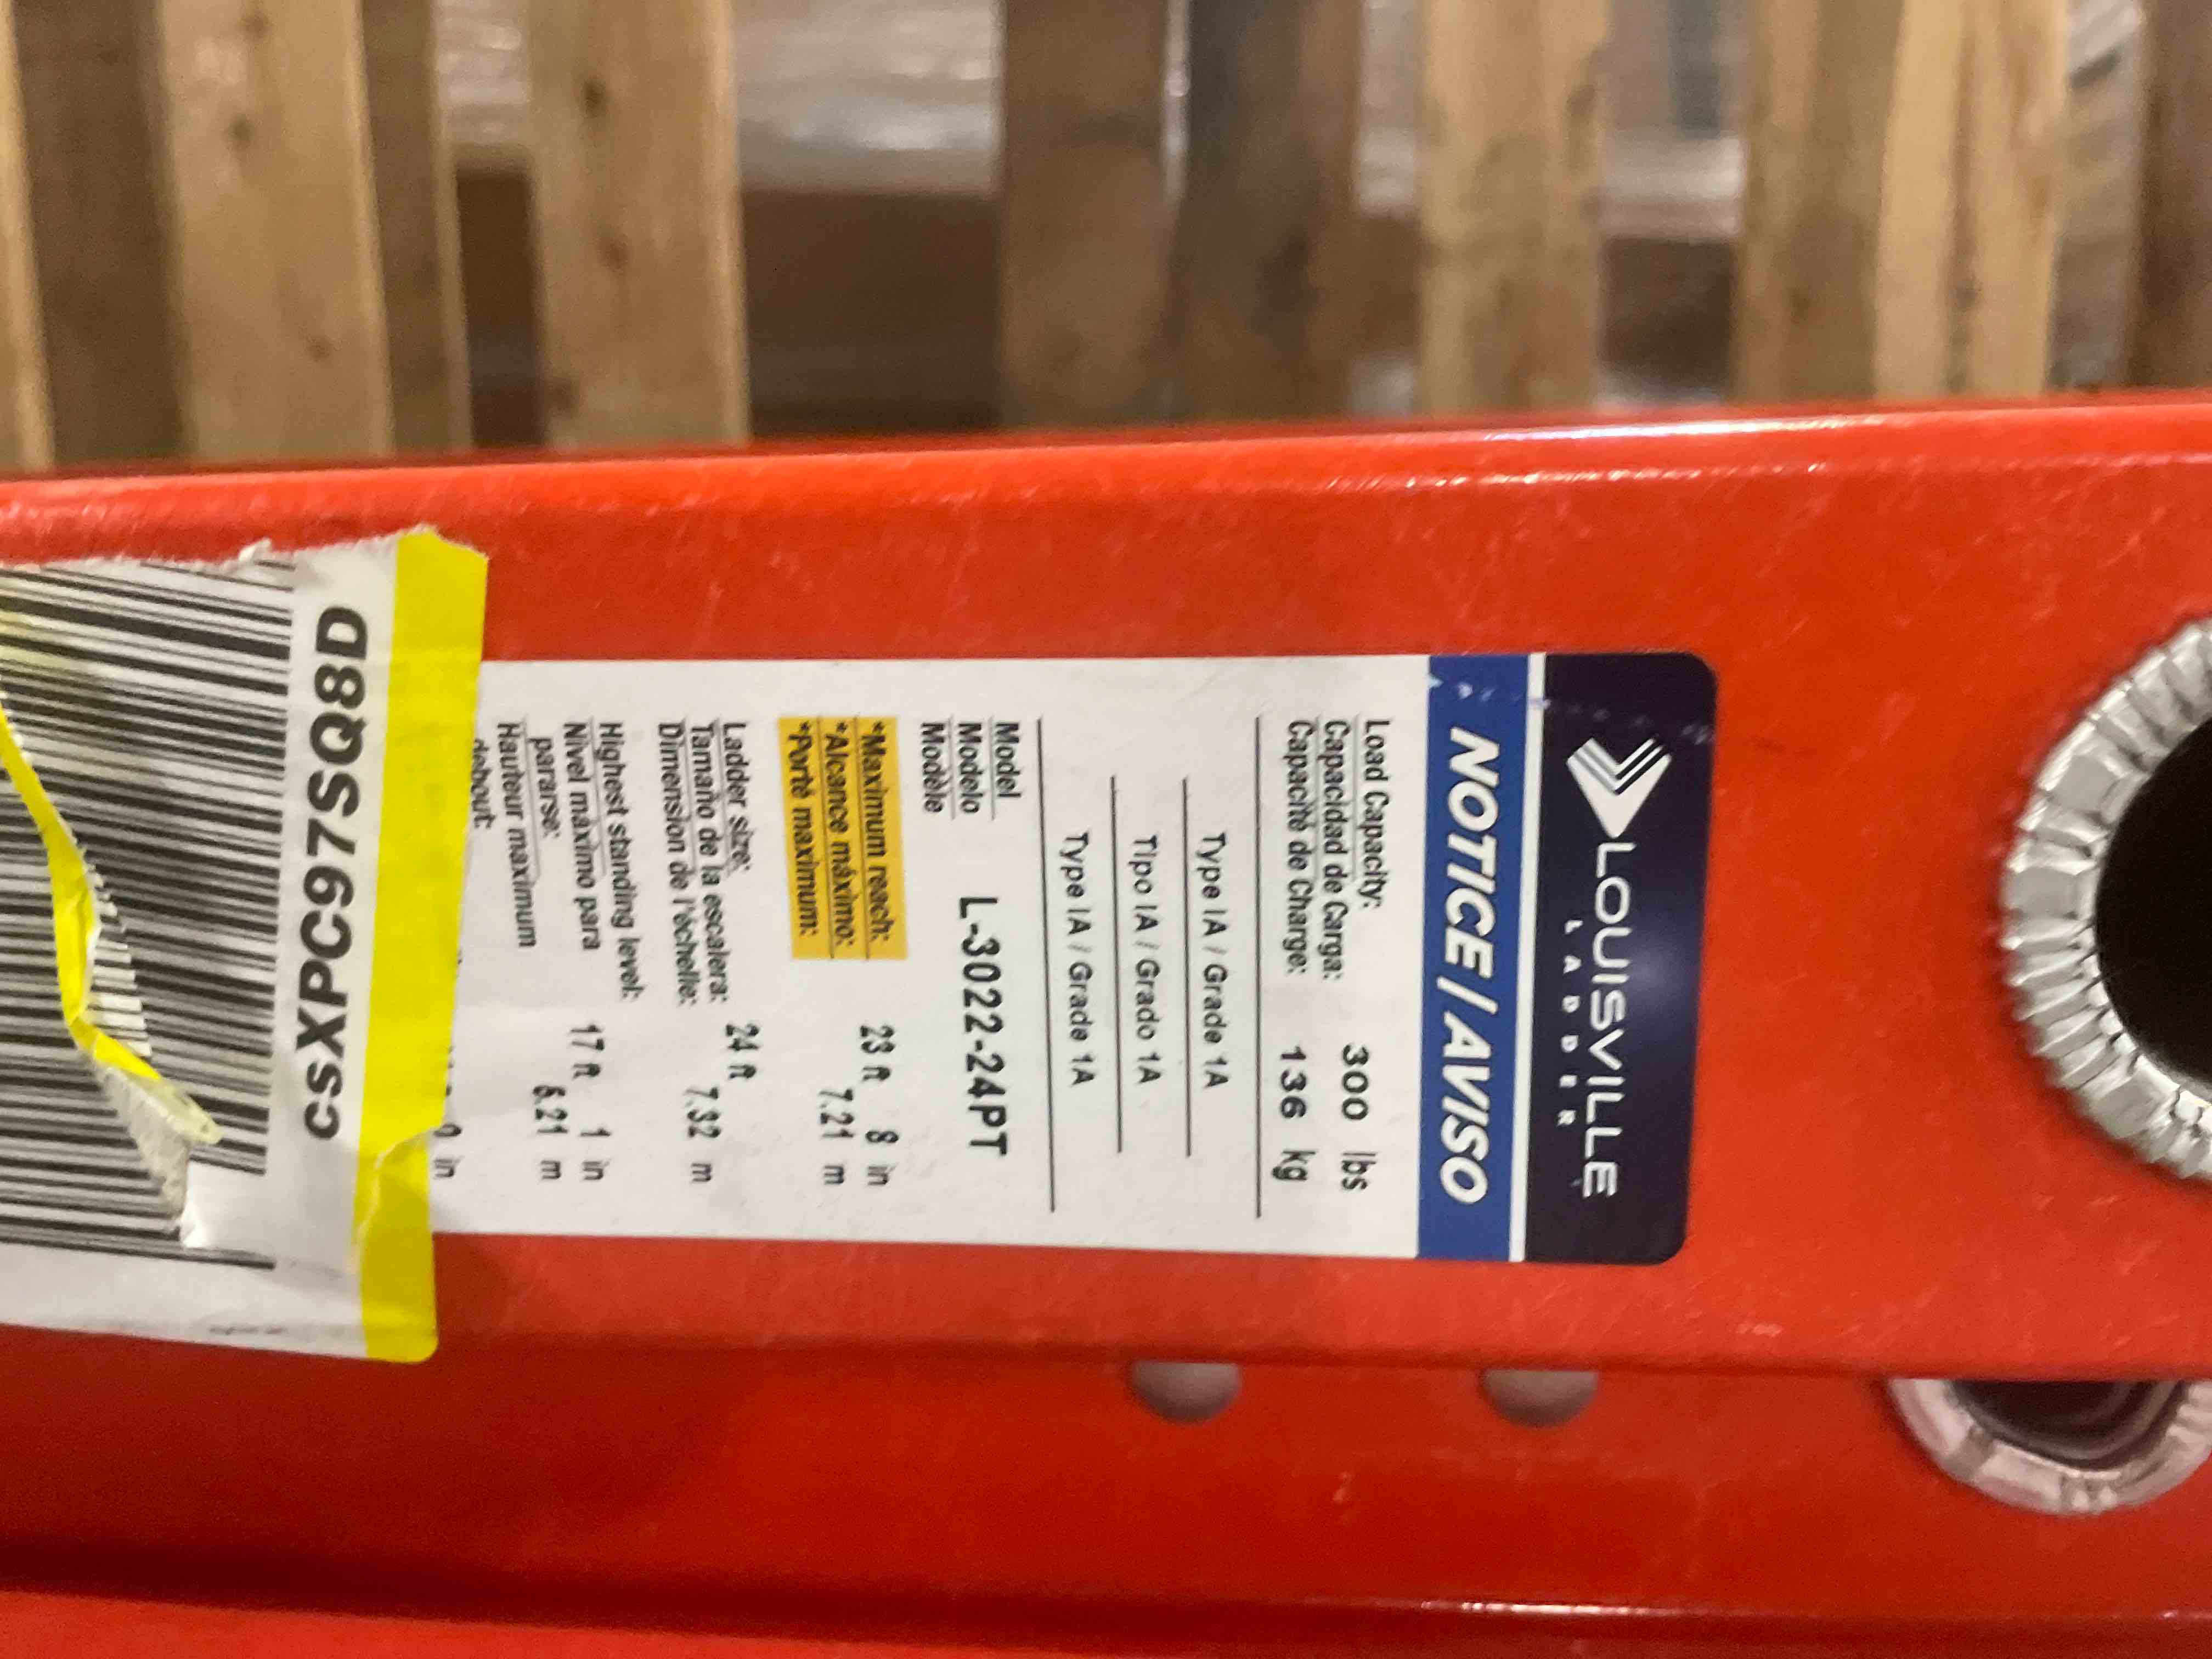 LOUISVILLE
LADDER
NOTICE / AVISO
Load Capacity: 300 lbs
Capacidad de Carga:
Capacité de Charge: 136 kg
Type IA / Grade 1A
Tipo IA / Grado 1A
Type IA / Grade 1A
Model
Modelo L-3022-24PT
Modèle
*Maximum reach: 23 ft 8 in
*Alcance máximo: 7.21 m
*Porté maximum:
Ladder size: 24 ft
Tamaño de la escalera:
Dimension de l'échelle: 7.32 m
Highest standing level:
Nivel máximo para 17 ft 1 in
pararse: 5.21 m
Hauteur maximum
debout:
in
csXPC97SQ8D